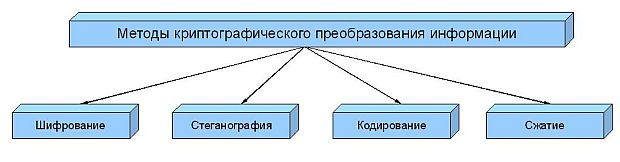 Методы криптографического преобразования информации
Шифрование
Стеганография
Кодирование
Сжатие